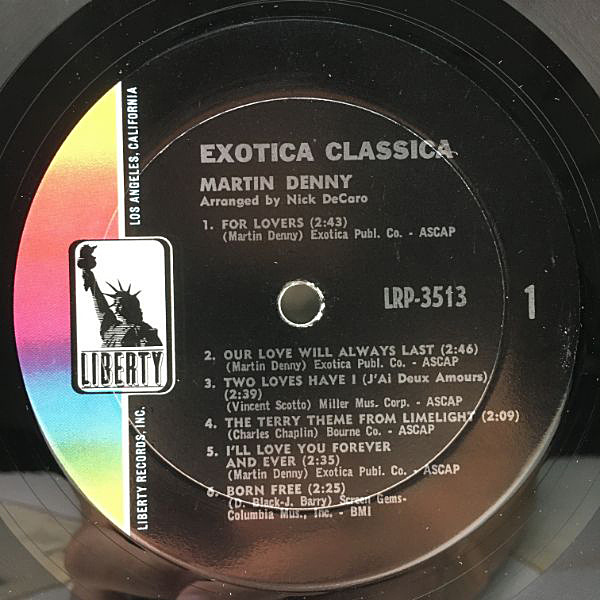 EXOTICA CLASSICA
MARTIN DENNY
Arranged by Nick DeCaro
1. FOR LOVERS (2:43)
(Martin Denny) Exotica Publ. Co. - ASCAP
LRP-3513
1
2. OUR LOVE WILL ALWAYS LAST (2:46)
(Martin Denny) Exotica Publ. Co. - ASCAP
3. TWO LOVES HAVE I (J'Ai Deux Amours)
(2:39)
(Vincent Scotto) Miller Mus. Corp. - ASCAP
4. THE TERRY THEME FROM LIMELIGHT (2:09)
(Charles Chaplin) Bourne Co. - ASCAP
5. I'LL LOVE YOU FOREVER
AND EVER (2:35)
(Martin Denny) Exotica Publ. Co. - ASCAP
6. BORN FREE (2:25)
(D. Black-J. Barry) Screen Gems-
Columbia Mus., Inc. - BMI
LIBERTY
LIBERTY RECORDS, INC.
LOS ANGELES, CALIFORNIA